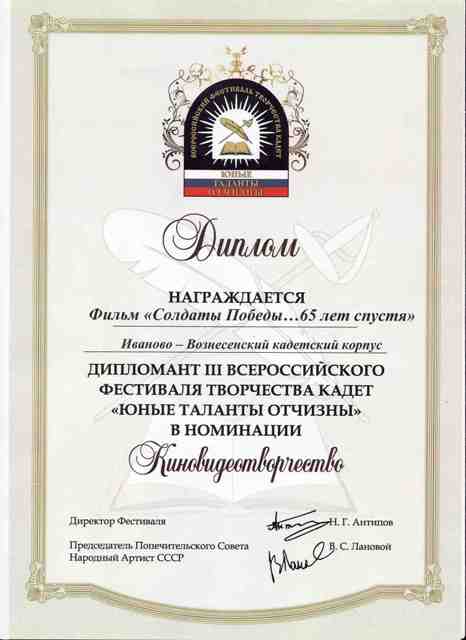 ВСЕРОССИЙСКИЙ ФЕСТИВАЛЬ ТВОРЧЕСТВА КАДЕТ
ЮНЫЕ
ТАЛАНТЫ
ОТЧИЗНЫ
Диплом
НАГРАЖДАЕТСЯ
Фильм «Солдаты Победы…65 лет спустя»
Иваново – Вознесенский кадетский корпус
ДИПЛОМАНТ III ВСЕРОССИЙСКОГО
ФЕСТИВАЛЯ ТВОРЧЕСТВА КАДЕТ
«ЮНЫЕ ТАЛАНТЫ ОТЧИЗНЫ»
В НОМИНАЦИИ
Киновидеотворчество
Директор Фестиваля Н. Г. Антипов
Председатель Попечительского Совета В. С. Лановой
Народный Артист СССР